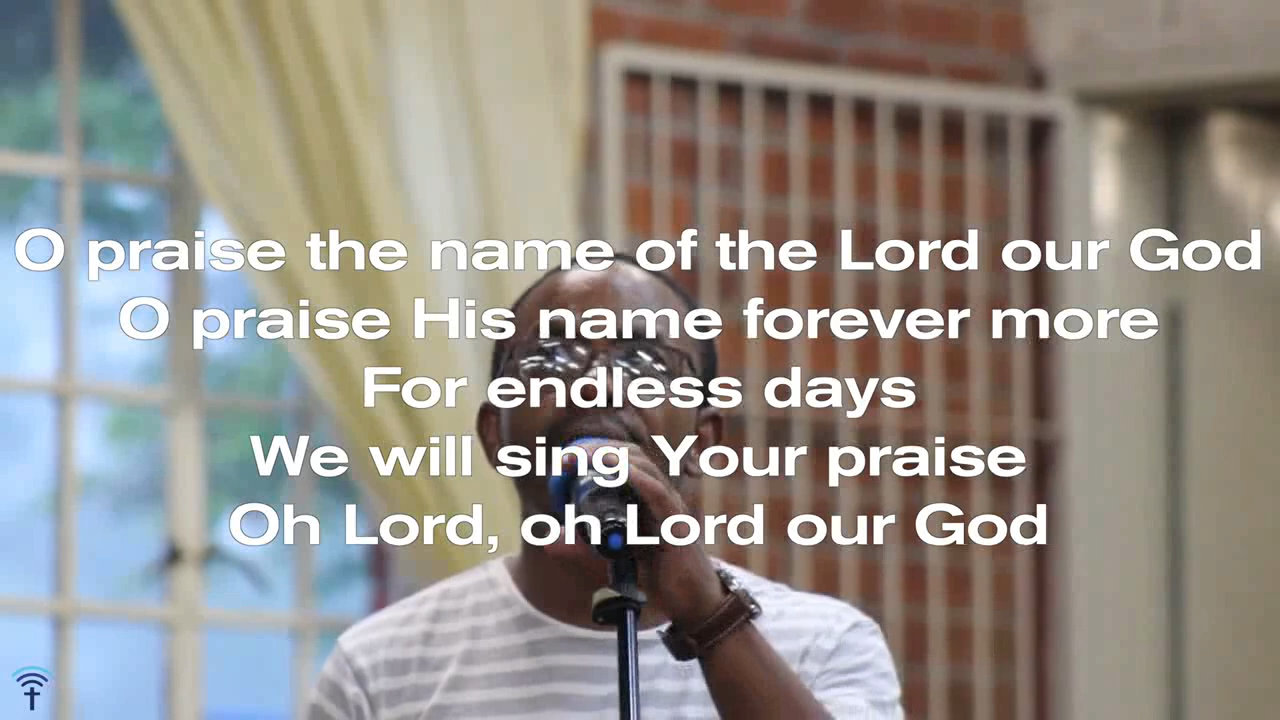 O praise the name of the Lord our God
O praise His name forever more
For endless days
We will sing Your praise
Oh Lord, oh Lord our God